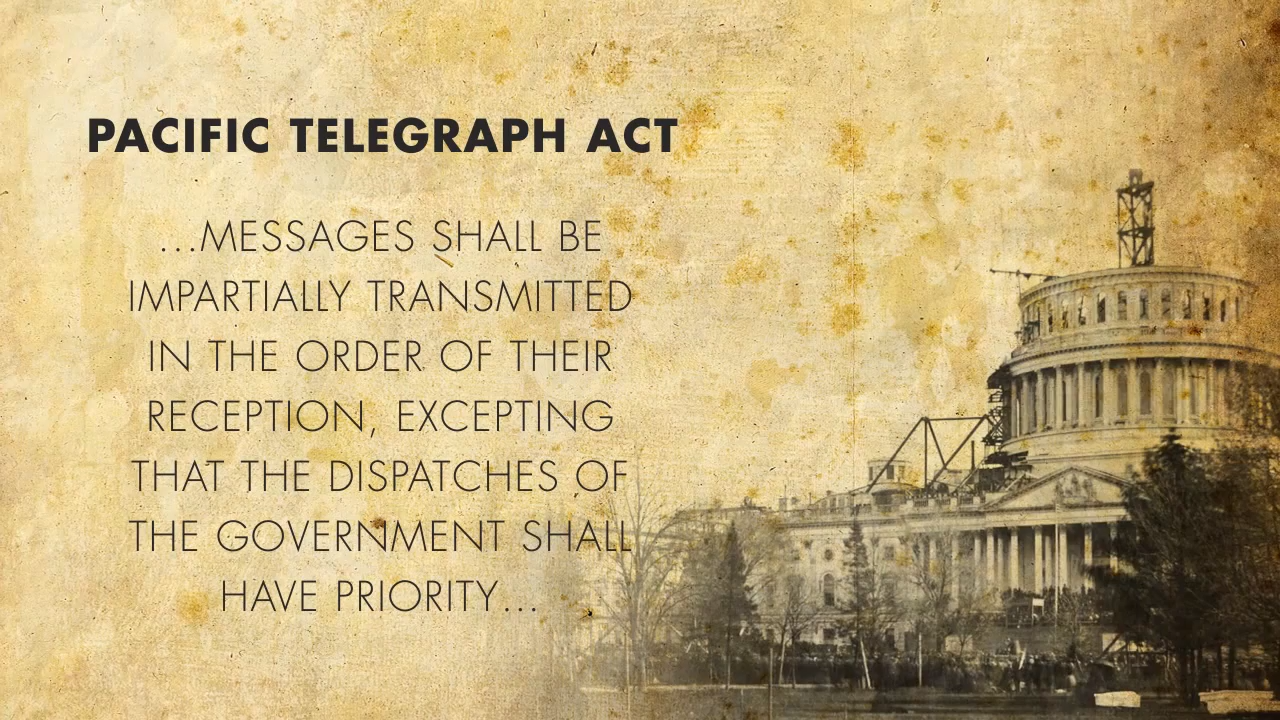 PACIFIC TELEGRAPH ACT
...MESSAGES SHALL BE
IMPARTIALLY TRANSMITTED
IN THE ORDER OF THEIR
RECEPTION, EXCEPTING
THAT THE DISPATCHES OF
THE GOVERNMENT SHALL
HAVE PRIORITY...